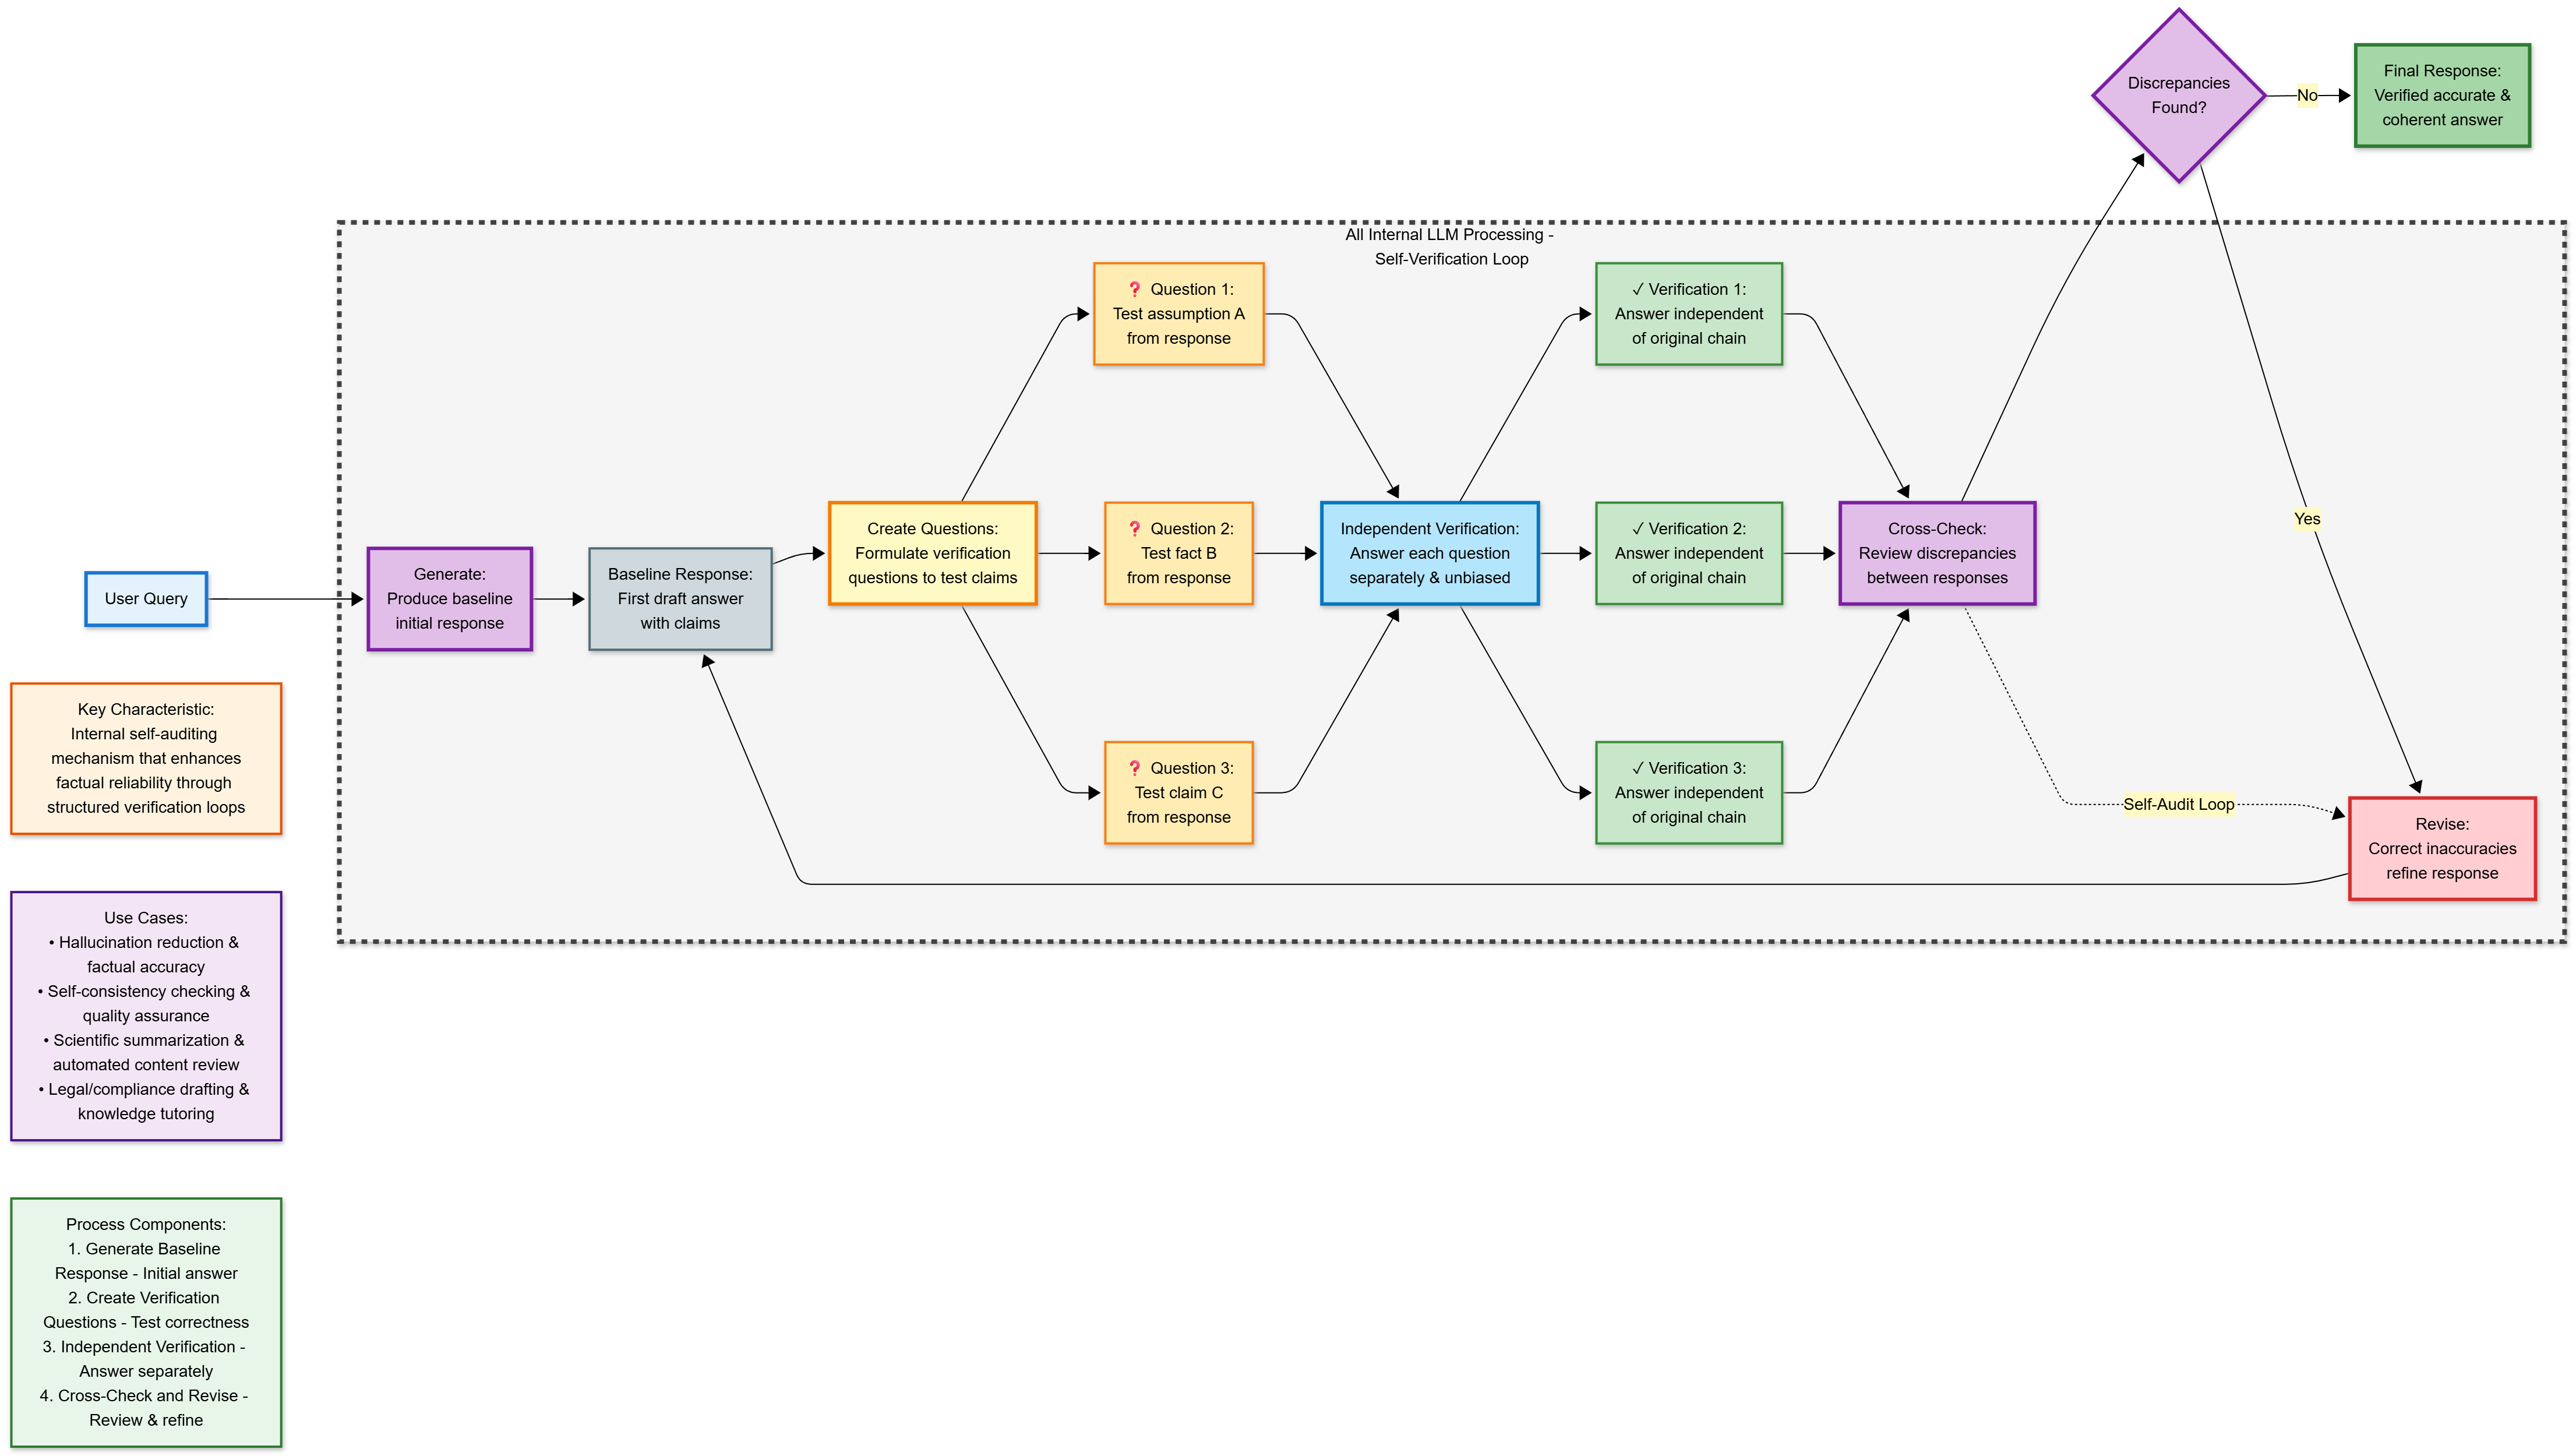 Discrepancies
Found?
No
Final Response:
Verified accurate &
coherent answer
All Internal LLM Processing -
Self-Verification Loop
User Query
Generate:
Produce baseline
initial response
Baseline Response:
First draft answer
with claims
Create Questions:
Formulate verification
questions to test claims
❓ Question 1:
Test assumption A
from response
❓ Question 2:
Test fact B
from response
❓ Question 3:
Test claim C
from response
Independent Verification:
Answer each question
separately & unbiased
✓ Verification 1:
Answer independent
of original chain
✓ Verification 2:
Answer independent
of original chain
✓ Verification 3:
Answer independent
of original chain
Cross-Check:
Review discrepancies
between responses
Yes
Self-Audit Loop
Revise:
Correct inaccuracies
refine response
Key Characteristic:
Internal self-auditing
mechanism that enhances
factual reliability through
structured verification loops
Use Cases:
• Hallucination reduction &
factual accuracy
• Self-consistency checking &
quality assurance
• Scientific summarization &
automated content review
• Legal/compliance drafting &
knowledge tutoring
Process Components:
1. Generate Baseline
Response - Initial answer
2. Create Verification
Questions - Test correctness
3. Independent Verification -
Answer separately
4. Cross-Check and Revise -
Review & refine